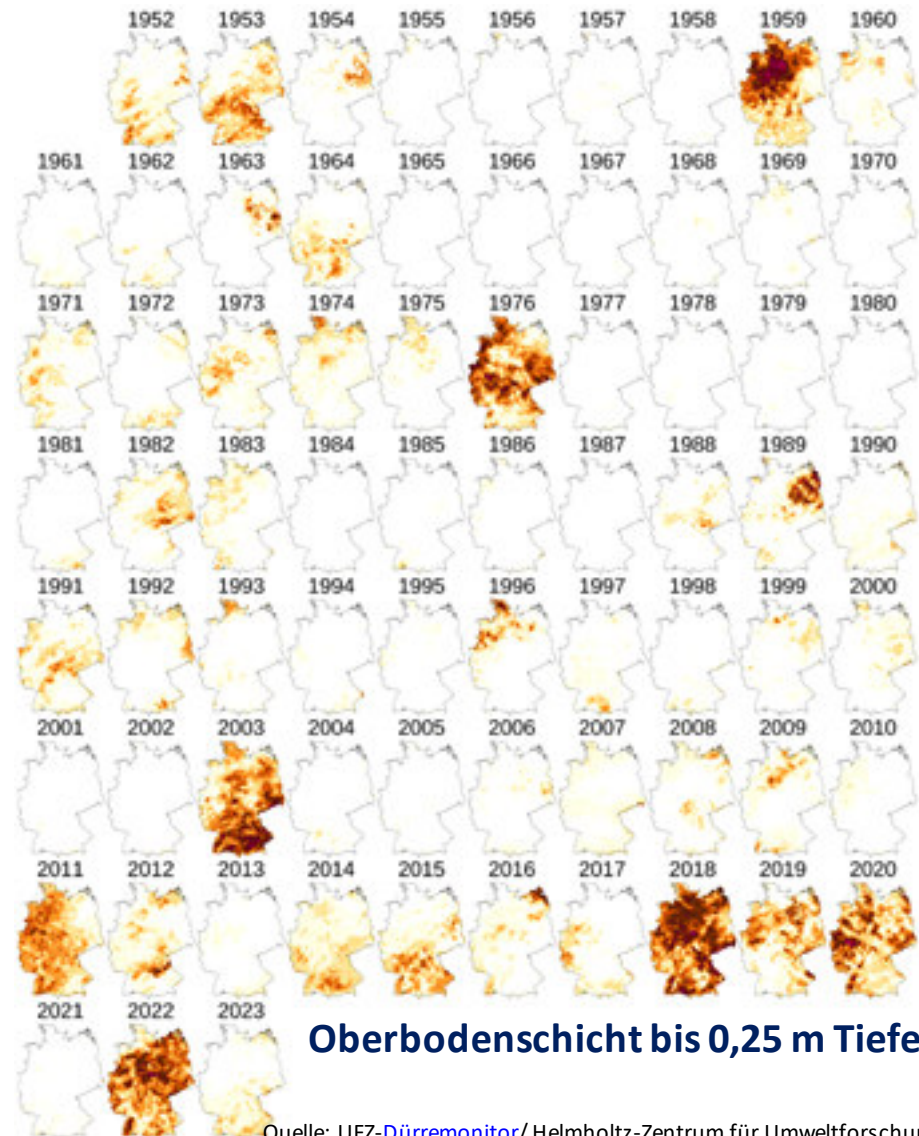 1952 1953 1954 1955 1956 1957 1958 1959 1960
1961 1962 1963 1964 1965 1966 1967 1968 1969 1970
1971 1972 1973 1974 1975 1976 1977 1978 1979 1980
1981 1982 1983 1984 1985 1986 1987 1988 1989 1990
1991 1992 1993 1994 1995 1996 1997 1998 1999 2000
2001 2002 2003 2004 2005 2006 2007 2008 2009 2010
2011 2012 2013 2014 2015 2016 2017 2018 2019 2020
2021 2022 2023
Oberbodenschicht bis 0,25 m Tiefe
Quelle: UFZ-Dürremonitor/ Helmholtz-Zentrum für Umweltforschu